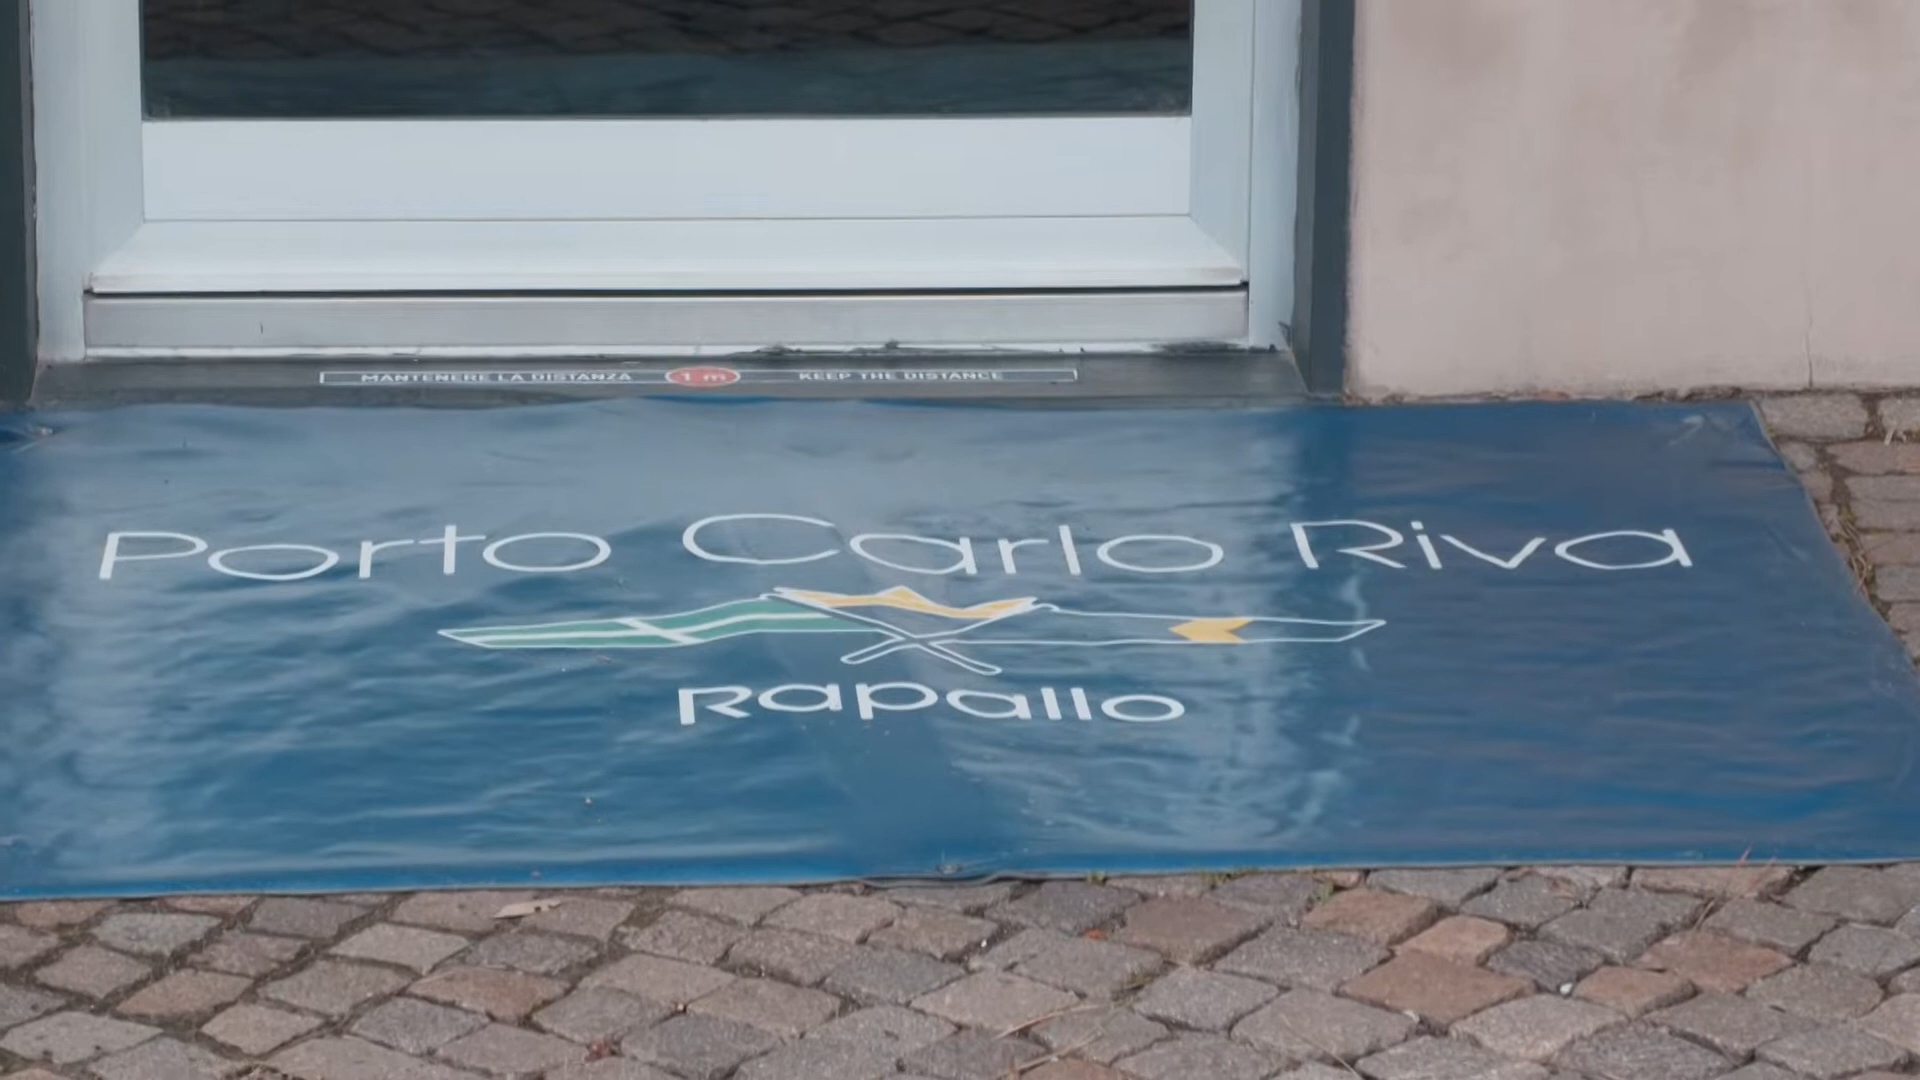 MANTENERE LA DISTANZA 1 m KEEP THE DISTANCE
Porto Carlo Riva
Rapallo